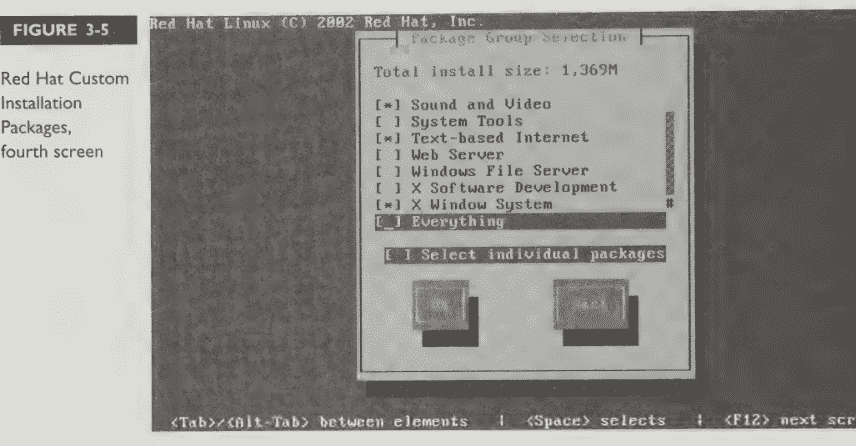 FIGURE 3-5
Red Hat Custom
Installation
Packages,
fourth screen
Red Hat Linux (C) 2002 Red Hat, Inc.
Package Group Selection
Total install size: 1,369M
[*] Sound and Video
[ ] System Tools
[*] Text-based Internet
[ ] Web Server
[ ] Windows File Server
[ ] X Software Development
[*] X Window System #
[_] Everything
[ ] Select individual packages
<Tab>/<Alt-Tab> between elements | <Space> selects | <F12> next scr